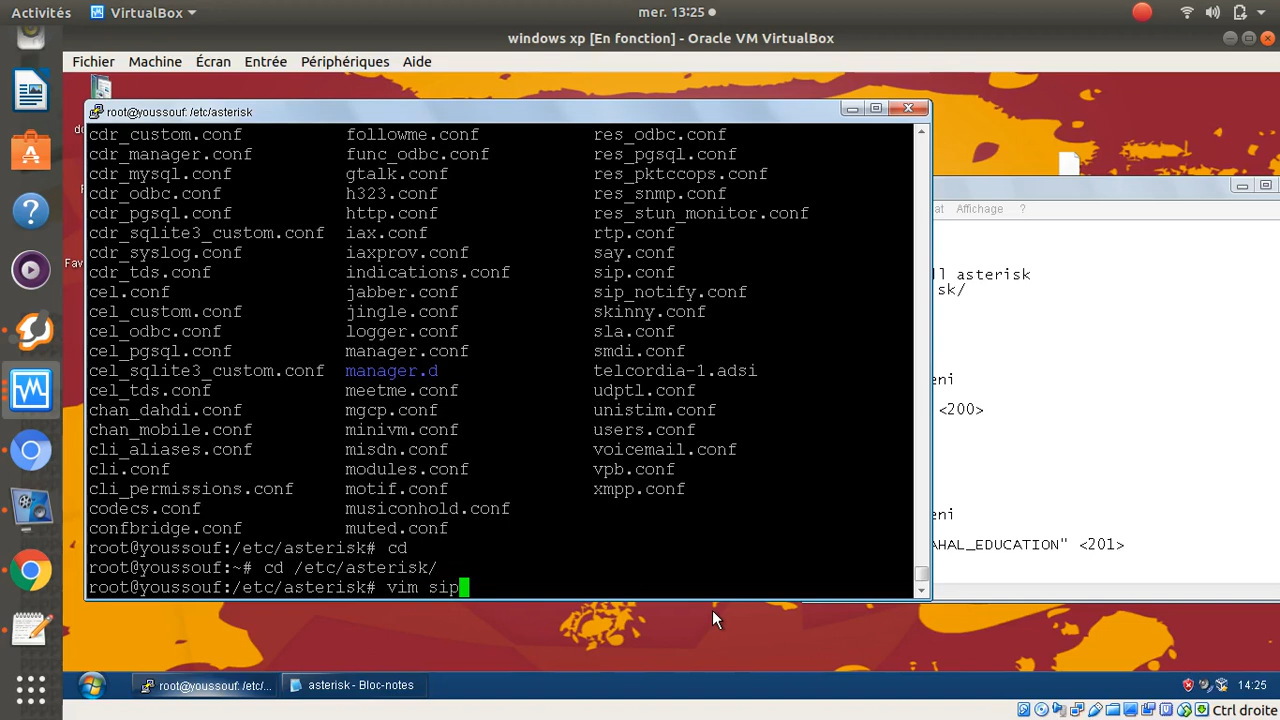 Activités VirtualBox mer. 13:25
windows xp [En fonction] - Oracle VM VirtualBox
Fichier Machine Écran Entrée Périphériques Aide
root@youssouf: /etc/asterisk
cdr_custom.conf followme.conf res_odbc.conf
cdr_manager.conf func_odbc.conf res_pgsql.conf
cdr_mysql.conf gtalk.conf res_pktccops.conf
cdr_odbc.conf h323.conf res_snmp.conf
cdr_pgsql.conf http.conf res_stun_monitor.conf
cdr_sqlite3_custom.conf iax.conf rtp.conf
cdr_syslog.conf iaxprov.conf say.conf
cdr_tds.conf indications.conf sip.conf
cel.conf jabber.conf sip_notify.conf
cel_custom.conf jingle.conf skinny.conf
cel_odbc.conf logger.conf sla.conf
cel_pgsql.conf manager.conf smdi.conf
cel_sqlite3_custom.conf manager.d telcordia-1.adsi
cel_tds.conf meetme.conf udptl.conf
chan_dahdi.conf mgcp.conf unistim.conf
chan_mobile.conf minivm.conf users.conf
cli_aliases.conf misdn.conf voicemail.conf
cli.conf modules.conf vpb.conf
cli_permissions.conf motif.conf xmpp.conf
codecs.conf musiconhold.conf
confbridge.conf muted.conf
root@youssouf:/etc/asterisk# cd
root@youssouf:~# cd /etc/asterisk/
root@youssouf:/etc/asterisk# vim sip
at Affichage ?
ll asterisk
sk/
eni
<200>
eni
AHAL_EDUCATION" <201>
Fav
root@youssouf: /etc/... asterisk - Bloc-notes 14:25
Ctrl droite